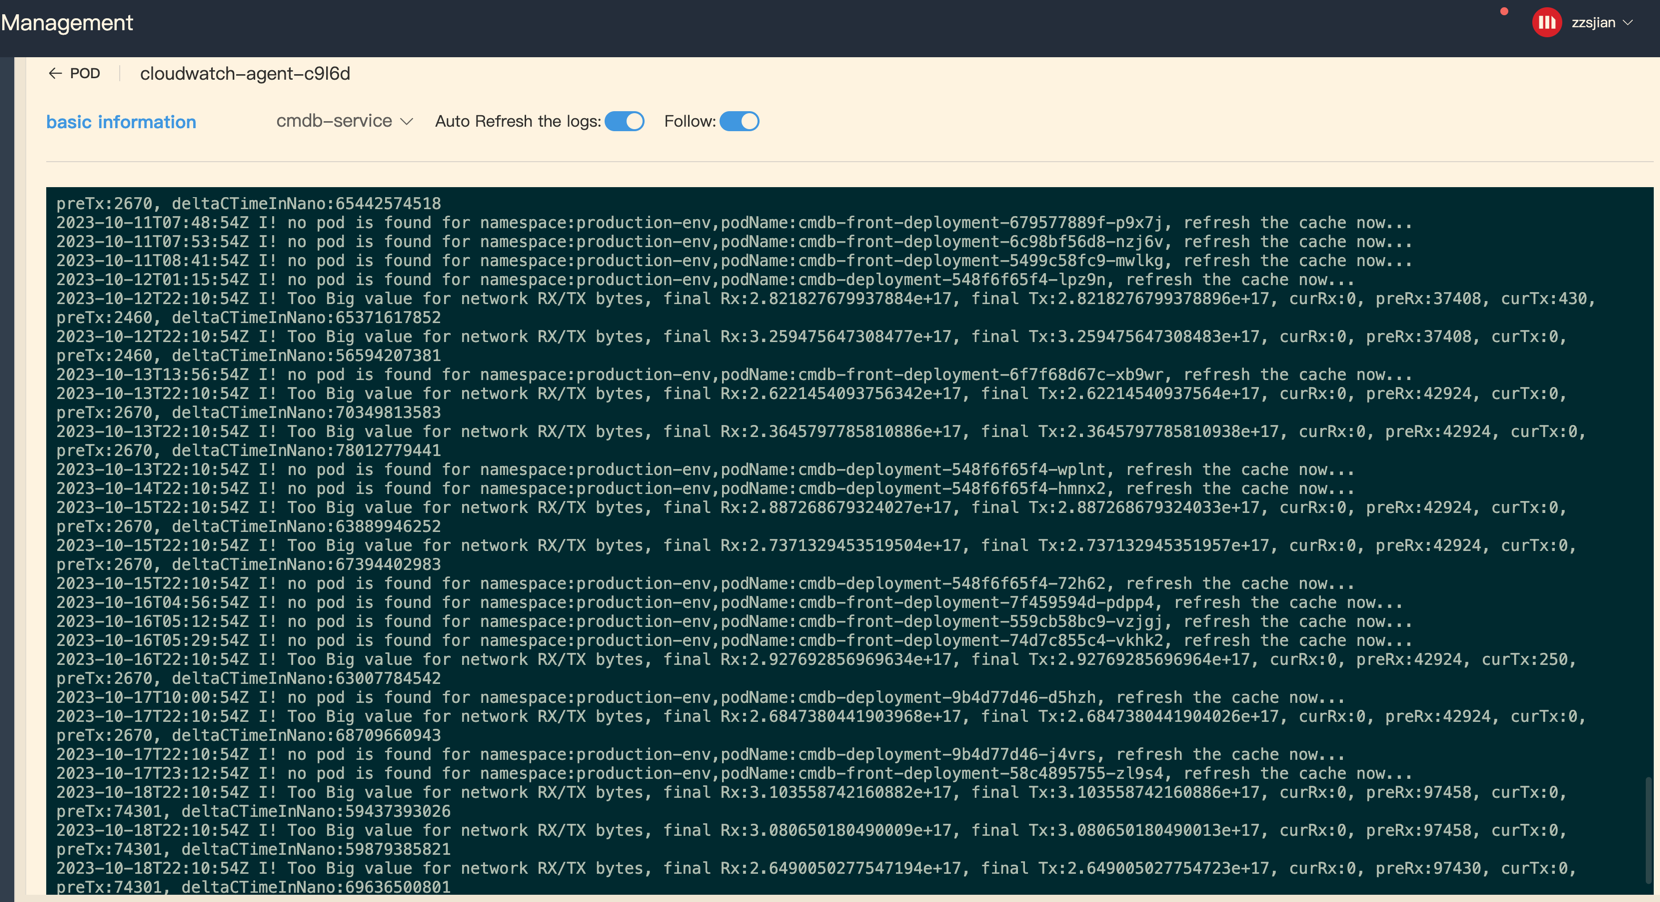 Management
zzsjian
POD
cloudwatch-agent-c9l6d
basic information
cmdb-service
Auto Refresh the logs:
Follow:
preTx:2670, deltaCTimeInNano:65442574518
2023-10-11T07:48:54Z I! no pod is found for namespace:production-env,podName:cmdb-front-deployment-679577889f-p9x7j, refresh the cache now...
2023-10-11T07:53:54Z I! no pod is found for namespace:production-env,podName:cmdb-front-deployment-6c98bf56d8-nzj6v, refresh the cache now...
2023-10-11T08:41:54Z I! no pod is found for namespace:production-env,podName:cmdb-front-deployment-5499c58fc9-mwlkg, refresh the cache now...
2023-10-12T01:15:54Z I! no pod is found for namespace:production-env,podName:cmdb-deployment-548f6f65f4-lpz9n, refresh the cache now...
2023-10-12T22:10:54Z I! Too Big value for network RX/TX bytes, final Rx:2.821827679937884e+17, final Tx:2.8218276799378896e+17, curRx:0, preRx:37408, curTx:430,
preTx:2460, deltaCTimeInNano:65371617852
2023-10-12T22:10:54Z I! Too Big value for network RX/TX bytes, final Rx:3.259475647308477e+17, final Tx:3.259475647308483e+17, curRx:0, preRx:37408, curTx:0,
preTx:2460, deltaCTimeInNano:56594207381
2023-10-13T13:56:54Z I! no pod is found for namespace:production-env,podName:cmdb-front-deployment-6f7f68d67c-xb9wr, refresh the cache now...
2023-10-13T22:10:54Z I! Too Big value for network RX/TX bytes, final Rx:2.6221454093756342e+17, final Tx:2.62214540937564e+17, curRx:0, preRx:42924, curTx:0,
preTx:2670, deltaCTimeInNano:70349813583
2023-10-13T22:10:54Z I! Too Big value for network RX/TX bytes, final Rx:2.3645797785810886e+17, final Tx:2.3645797785810938e+17, curRx:0, preRx:42924, curTx:0,
preTx:2670, deltaCTimeInNano:78012779441
2023-10-13T22:10:54Z I! no pod is found for namespace:production-env,podName:cmdb-deployment-548f6f65f4-wplnt, refresh the cache now...
2023-10-14T22:10:54Z I! no pod is found for namespace:production-env,podName:cmdb-deployment-548f6f65f4-hmnx2, refresh the cache now...
2023-10-15T22:10:54Z I! Too Big value for network RX/TX bytes, final Rx:2.887268679324027e+17, final Tx:2.887268679324033e+17, curRx:0, preRx:42924, curTx:0,
preTx:2670, deltaCTimeInNano:63889946252
2023-10-15T22:10:54Z I! Too Big value for network RX/TX bytes, final Rx:2.7371329453519504e+17, final Tx:2.737132945351957e+17, curRx:0, preRx:42924, curTx:0,
preTx:2670, deltaCTimeInNano:67394402983
2023-10-15T22:10:54Z I! no pod is found for namespace:production-env,podName:cmdb-deployment-548f6f65f4-72h62, refresh the cache now...
2023-10-16T04:56:54Z I! no pod is found for namespace:production-env,podName:cmdb-front-deployment-7f459594d-pdpp4, refresh the cache now...
2023-10-16T05:12:54Z I! no pod is found for namespace:production-env,podName:cmdb-front-deployment-559cb58bc9-vzjgj, refresh the cache now...
2023-10-16T05:29:54Z I! no pod is found for namespace:production-env,podName:cmdb-front-deployment-74d7c855c4-vkhk2, refresh the cache now...
2023-10-16T22:10:54Z I! Too Big value for network RX/TX bytes, final Rx:2.927692856969634e+17, final Tx:2.92769285696964e+17, curRx:0, preRx:42924, curTx:250,
preTx:2670, deltaCTimeInNano:63007784542
2023-10-17T10:00:54Z I! no pod is found for namespace:production-env,podName:cmdb-deployment-9b4d77d46-d5hzh, refresh the cache now...
2023-10-17T22:10:54Z I! Too Big value for network RX/TX bytes, final Rx:2.6847380441903968e+17, final Tx:2.6847380441904026e+17, curRx:0, preRx:42924, curTx:0,
preTx:2670, deltaCTimeInNano:68709660943
2023-10-17T22:10:54Z I! no pod is found for namespace:production-env,podName:cmdb-deployment-9b4d77d46-j4vrs, refresh the cache now...
2023-10-17T23:12:54Z I! no pod is found for namespace:production-env,podName:cmdb-front-deployment-58c4895755-zl9s4, refresh the cache now...
2023-10-18T22:10:54Z I! Too Big value for network RX/TX bytes, final Rx:3.103558742160882e+17, final Tx:3.103558742160886e+17, curRx:0, preRx:97458, curTx:0,
preTx:74301, deltaCTimeInNano:59437393026
2023-10-18T22:10:54Z I! Too Big value for network RX/TX bytes, final Rx:3.080650180490009e+17, final Tx:3.080650180490013e+17, curRx:0, preRx:97458, curTx:0,
preTx:74301, deltaCTimeInNano:59879385821
2023-10-18T22:10:54Z I! Too Big value for network RX/TX bytes, final Rx:2.6490050277547194e+17, final Tx:2.649005027754723e+17, curRx:0, preRx:97430, curTx:0,
preTx:74301, deltaCTimeInNano:69636500801